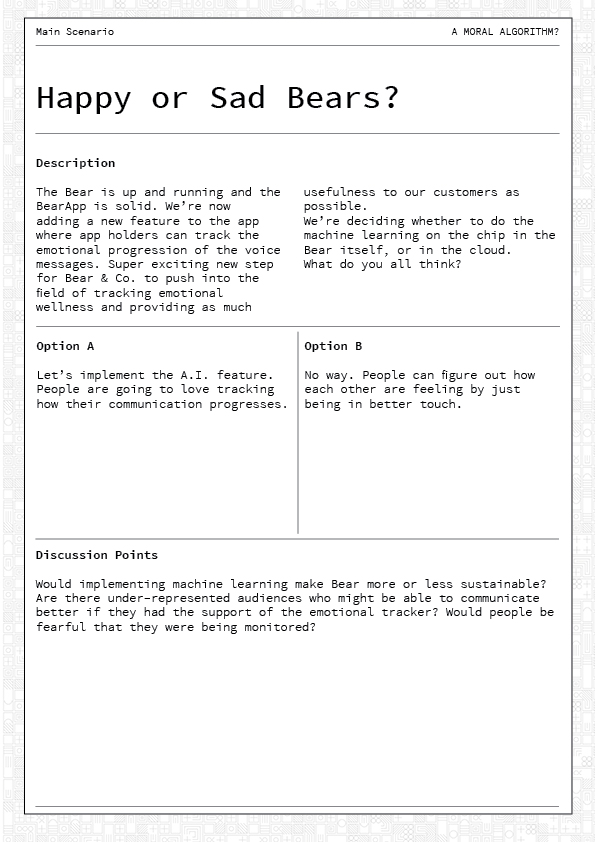 Main Scenario
A MORAL ALGORITHM?
Happy or Sad Bears?
Description
The Bear is up and running and the
BearApp is solid. We’re now
adding a new feature to the app
where app holders can track the
emotional progression of the voice
messages. Super exciting new step
for Bear & Co. to push into the
field of tracking emotional
wellness and providing as much
usefulness to our customers as
possible.
We’re deciding whether to do the
machine learning on the chip in the
Bear itself, or in the cloud.
What do you all think?
Option A
Let’s implement the A.I. feature.
People are going to love tracking
how their communication progresses.
Option B
No way. People can figure out how
each other are feeling by just
being in better touch.
Discussion Points
Would implementing machine learning make Bear more or less sustainable?
Are there under-represented audiences who might be able to communicate
better if they had the support of the emotional tracker? Would people be
fearful that they were being monitored?